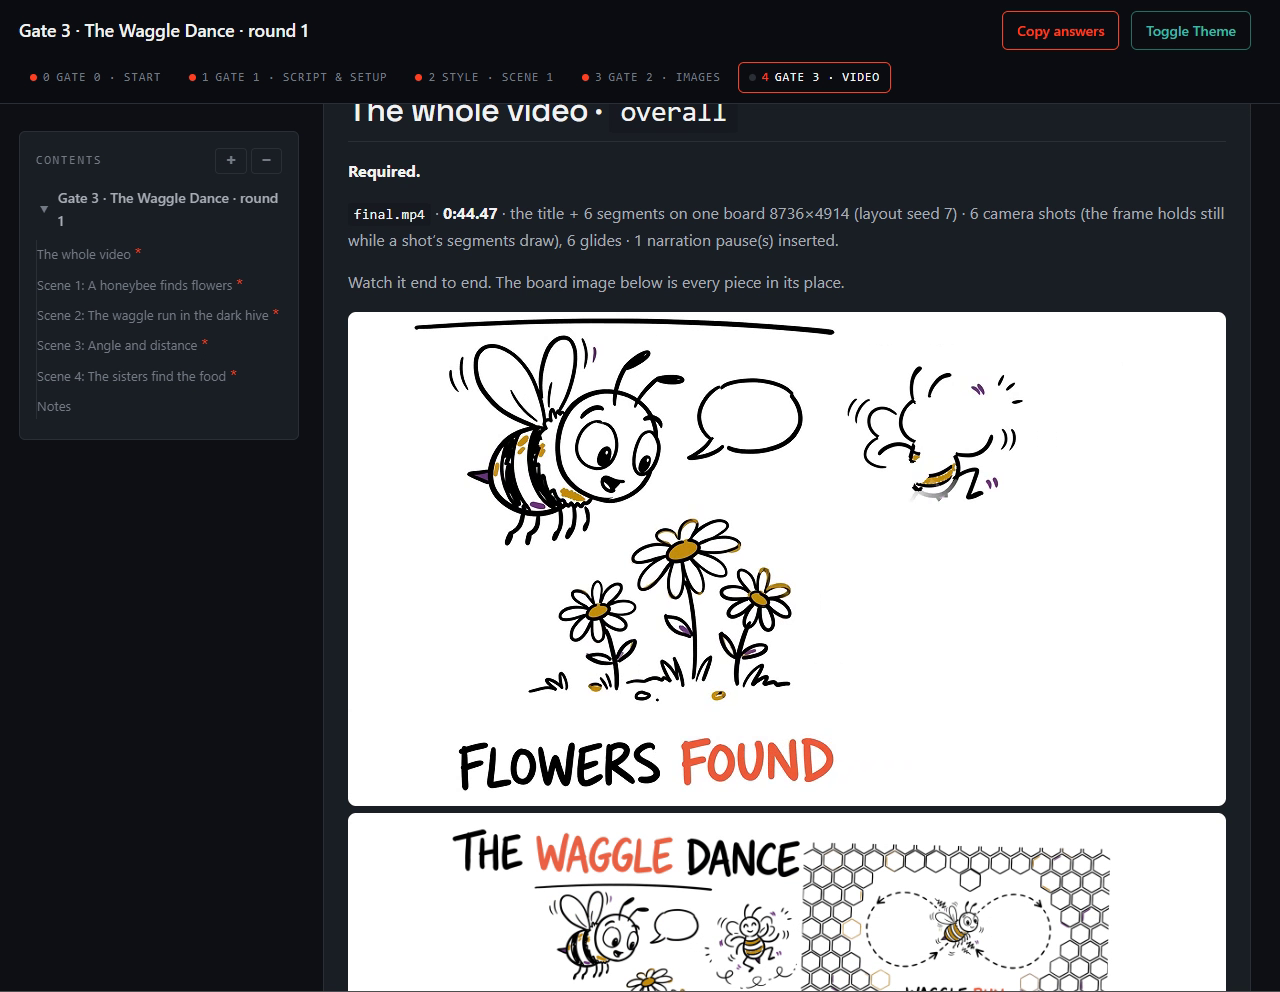 Gate 3 · The Waggle Dance · round 1
Copy answers
Toggle Theme
0 GATE 0 · START
1 GATE 1 · SCRIPT & SETUP
2 STYLE · SCENE 1
3 GATE 2 · IMAGES
4 GATE 3 · VIDEO
CONTENTS
+
−
Gate 3 · The Waggle Dance · round
1
The whole video *
Scene 1: A honeybee finds flowers *
Scene 2: The waggle run in the dark hive *
Scene 3: Angle and distance *
Scene 4: The sisters find the food *
Notes
The whole video · overall
Required.
final.mp4 · 0:44.47 · the title + 6 segments on one board 8736×4914 (layout seed 7) · 6 camera shots (the frame holds still
while a shot's segments draw), 6 glides · 1 narration pause(s) inserted.
Watch it end to end. The board image below is every piece in its place.
FLOWERS FOUND
THE WAGGLE DANCE
WAGGLE RUN